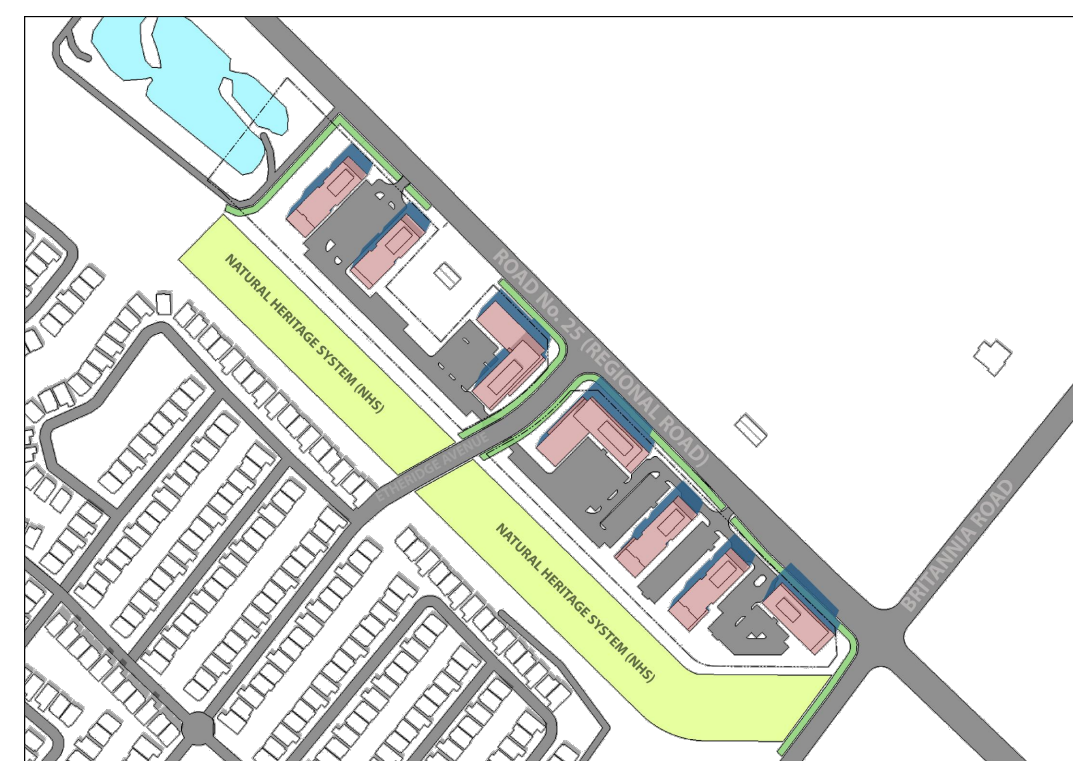 NATURAL HERITAGE SYSTEM (NHS)
ROAD No. 25 (REGIONAL ROAD)
ETHERIDGE AVENUE
NATURAL HERITAGE SYSTEM (NHS)
BRITANNIA ROAD